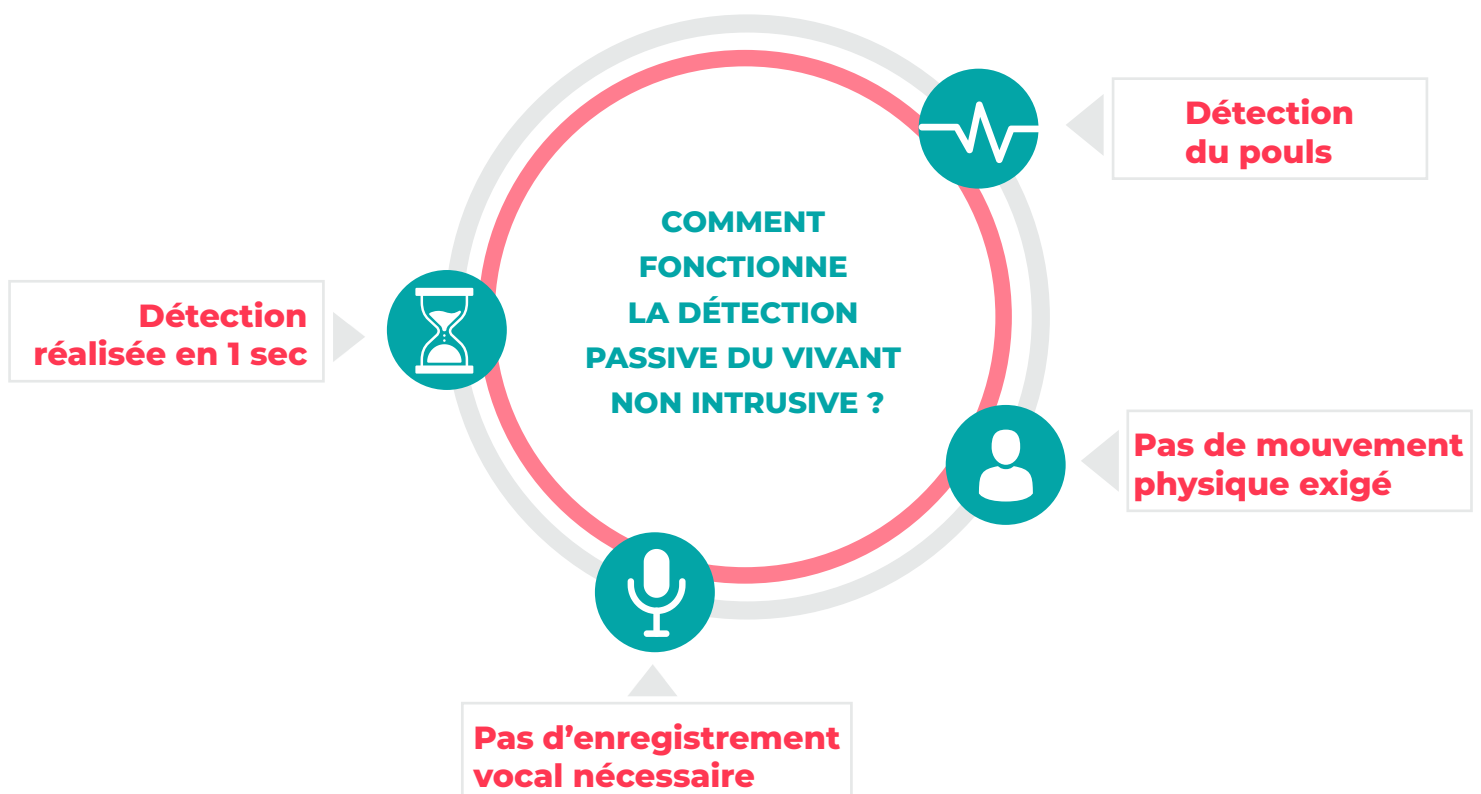 COMMENT
FONCTIONNE
LA DÉTECTION
PASSIVE DU VIVANT
NON INTRUSIVE ?
Détection
du pouls
Pas de mouvement
physique exigé
Pas d’enregistrement
vocal nécessaire
Détection
réalisée en 1 sec